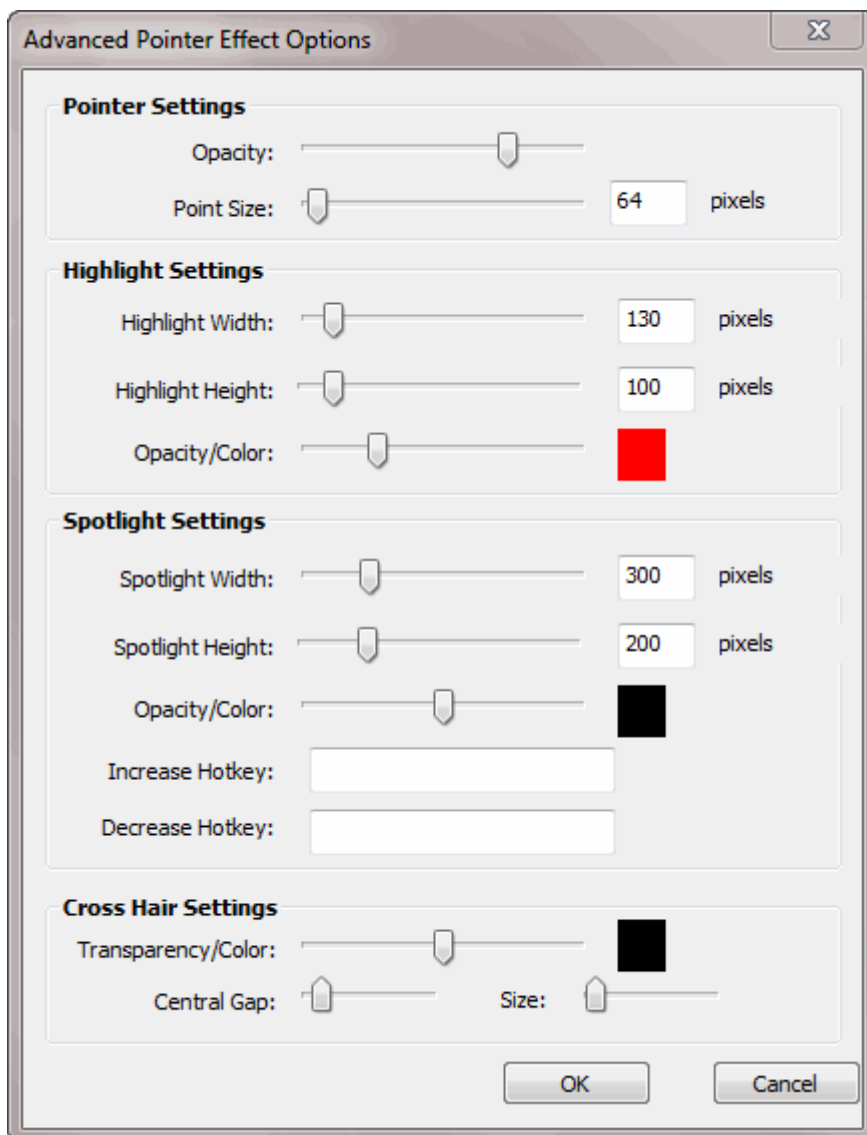 Advanced Pointer Effect Options
Pointer Settings
Opacity:
Point Size: 64 pixels
Highlight Settings
Highlight Width: 130 pixels
Highlight Height: 100 pixels
Opacity/Color:
Spotlight Settings
Spotlight Width: 300 pixels
Spotlight Height: 200 pixels
Opacity/Color:
Increase Hotkey:
Decrease Hotkey:
Cross Hair Settings
Transparency/Color:
Central Gap: Size:
OK Cancel